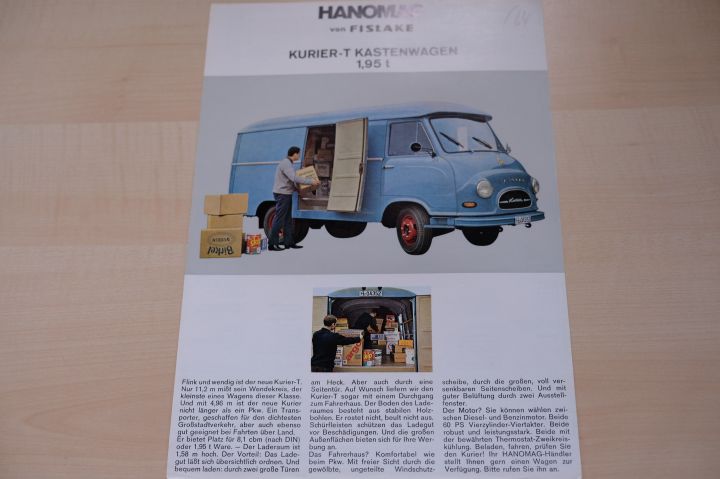 HANOMAG
von FISLAKE
KURIER-T KASTENWAGEN
1,95 t
Birkel
Flink und wendig ist der neue Kurier-T.
Nur 11,2 m mißt sein Wendekreis, der
kleinste eines Wagens dieser Klasse.
Und mit 4,96 m ist der neue Kurier
nicht länger als ein Pkw. Ein Trans-
porter, geschaffen für den dichtesten
Großstadtverkehr, aber auch ebenso
gut geeignet bei Fahrten über Land.
Er bietet Platz für 8,1 cbm (nach DIN)
oder 1,95 t Ware. — Der Laderaum ist
1,58 m hoch. Der Vorteil: Das Lade-
gut läßt sich übersichtlich ordnen. Und
bequem laden: durch zwei große Türen
am Heck. Aber auch durch eine
Seitentür. Auf Wunsch liefern wir den
Kurier-T sogar mit einem Durchgang
zum Fahrerhaus. Der Boden des Lade-
raumes besteht aus stabilen Holz-
bohlen. Er rostet nicht, beult nicht aus.
Schürfleisten schützen das Ladegut
vor Beschädigungen. Und die großen
Außenflächen bieten sich für Ihre Wer-
bung an.
Das Fahrerhaus? Komfortabel wie
beim Pkw. Mit freier Sicht durch die
gewölbte, ungeteilte Windschutz-
scheibe, durch die großen, voll ver-
senkbaren Seitenscheiben. Und mit
guter Belüftung durch zwei Ausstell-
fenster.
Der Motor? Sie können wählen zwi-
schen Diesel- und Benzinmotor. Beide
60 PS Vierzylinder-Viertakter. Beide
robust und leistungsstark. Beide mit
der bewährten Thermostat-Zweikreis-
kühlung. Beladen, fahren, prüfen Sie
den Kurier! Ihr HANOMAG-Händler
stellt Ihnen gern einen Wagen zur
Verfügung. Bitte rufen Sie ihn an.